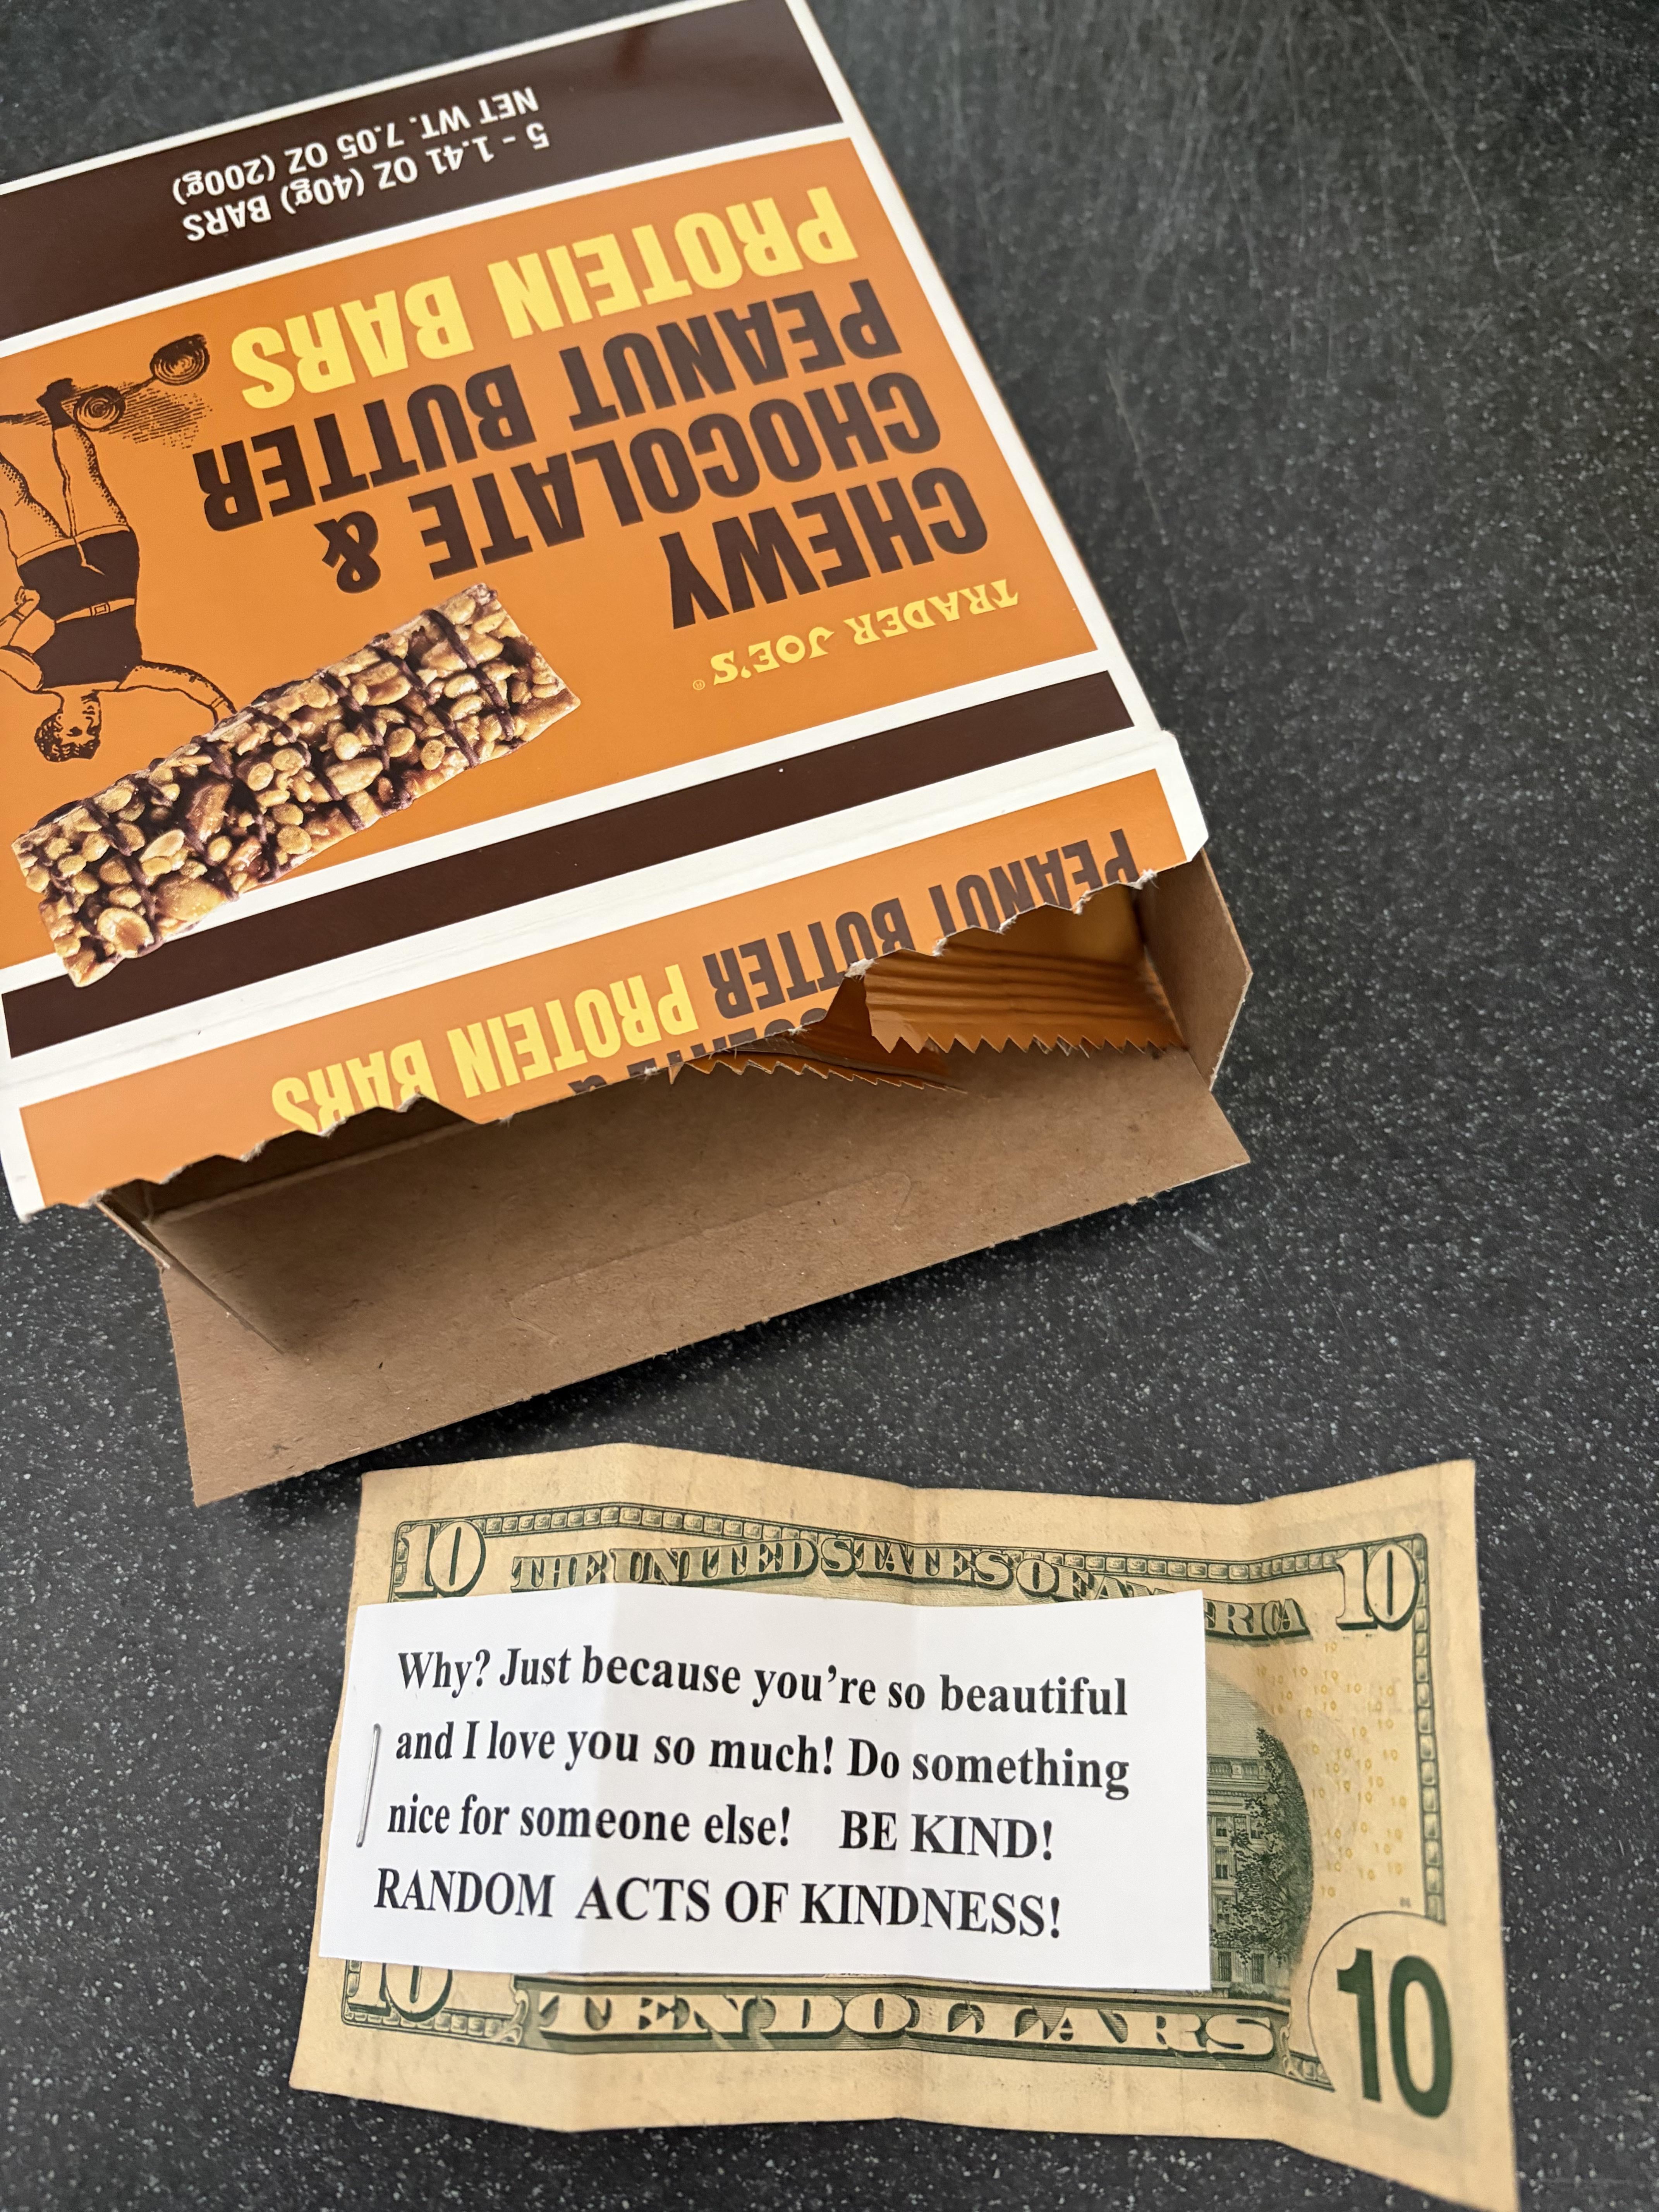 TRADER JOE'S®
CHEWY
CHOCOLATE &
PEANUT BUTTER
PROTEIN BARS
5 - 1.41 OZ (40g) BARS
NET WT. 7.05 OZ (200g)
PEANUT BUTTER PROTEIN BARS
10 THE UNITED STATES OF AMERICA 10
Why? Just because you’re so beautiful
and I love you so much! Do something
nice for someone else! BE KIND!
RANDOM ACTS OF KINDNESS!
10 TEN DOLLARS 10